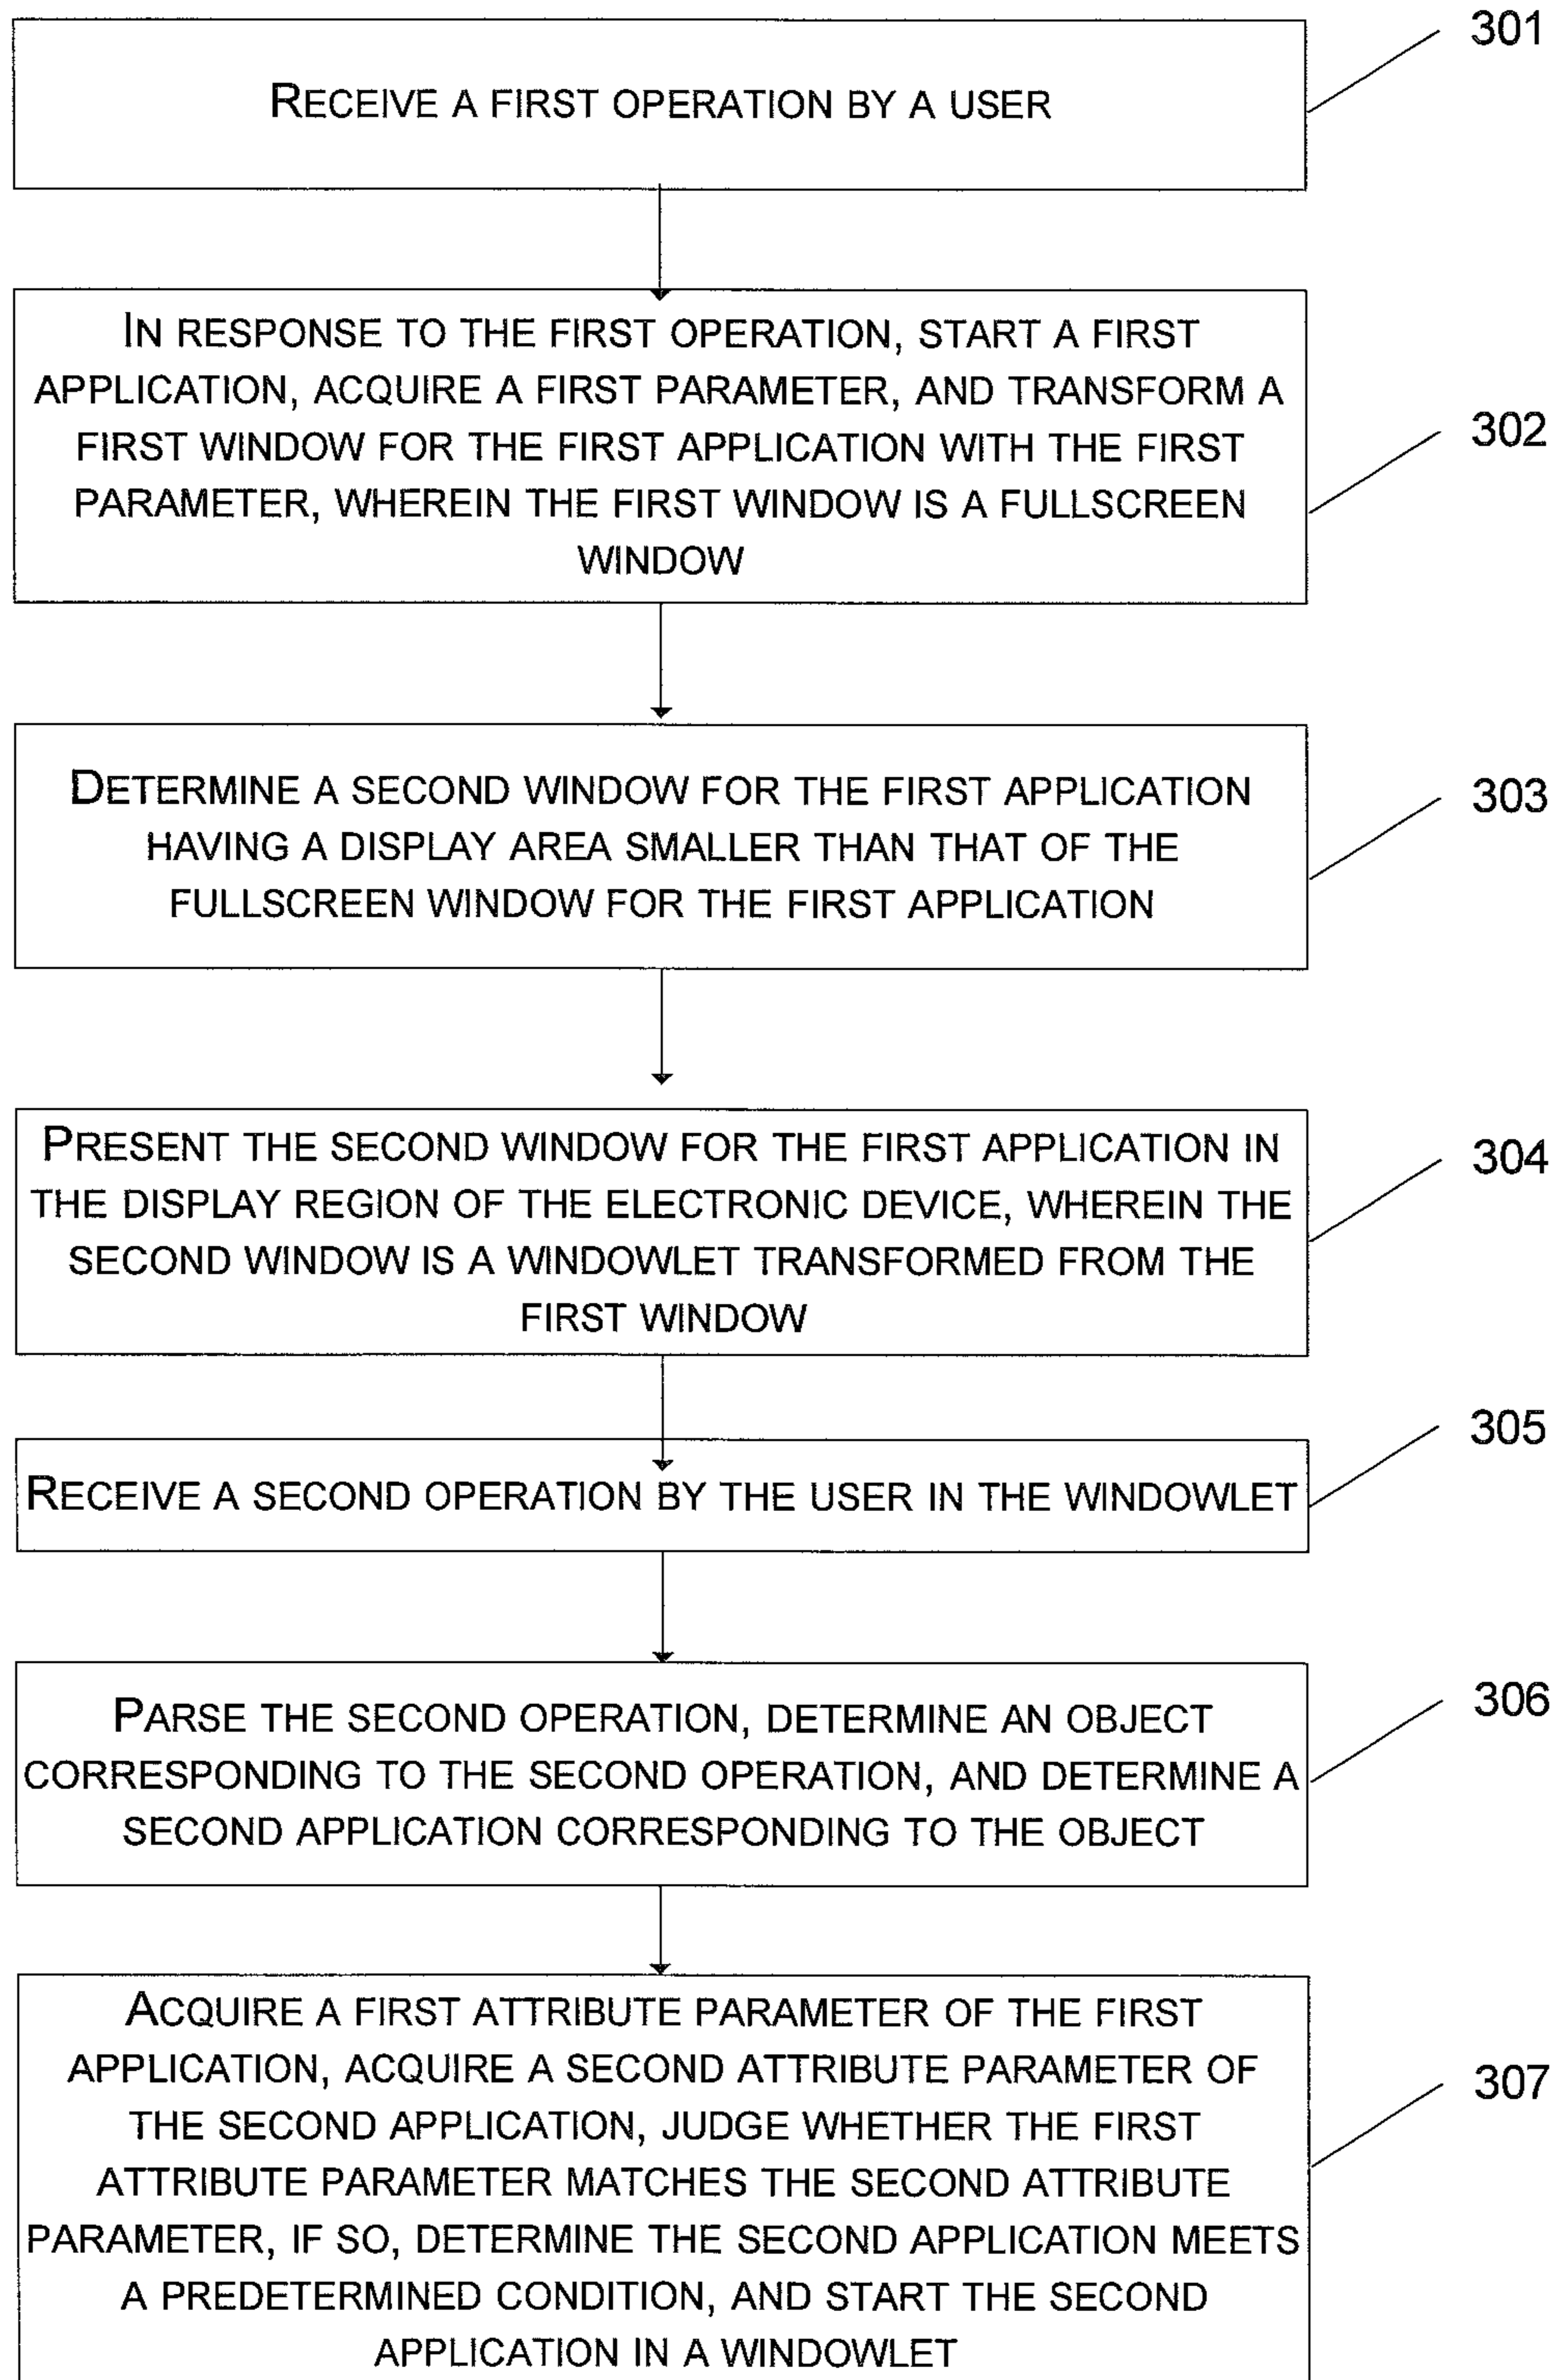 301
RECEIVE A FIRST OPERATION BY A USER
IN RESPONSE TO THE FIRST OPERATION, START A FIRST
APPLICATION, ACQUIRE A FIRST PARAMETER, AND TRANSFORM A
FIRST WINDOW FOR THE FIRST APPLICATION WITH THE FIRST
PARAMETER, WHEREIN THE FIRST WINDOW IS A FULLSCREEN
WINDOW
302
DETERMINE A SECOND WINDOW FOR THE FIRST APPLICATION
HAVING A DISPLAY AREA SMALLER THAN THAT OF THE
FULLSCREEN WINDOW FOR THE FIRST APPLICATION
303
PRESENT THE SECOND WINDOW FOR THE FIRST APPLICATION IN
THE DISPLAY REGION OF THE ELECTRONIC DEVICE, WHEREIN THE
SECOND WINDOW IS A WINDOWLET TRANSFORMED FROM THE
FIRST WINDOW
304
305
RECEIVE A SECOND OPERATION BY THE USER IN THE WINDOWLET
PARSE THE SECOND OPERATION, DETERMINE AN OBJECT
CORRESPONDING TO THE SECOND OPERATION, AND DETERMINE A
SECOND APPLICATION CORRESPONDING TO THE OBJECT
306
ACQUIRE A FIRST ATTRIBUTE PARAMETER OF THE FIRST
APPLICATION, ACQUIRE A SECOND ATTRIBUTE PARAMETER OF
THE SECOND APPLICATION, JUDGE WHETHER THE FIRST
ATTRIBUTE PARAMETER MATCHES THE SECOND ATTRIBUTE
PARAMETER, IF SO, DETERMINE THE SECOND APPLICATION MEETS
A PREDETERMINED CONDITION, AND START THE SECOND
APPLICATION IN A WINDOWLET
307